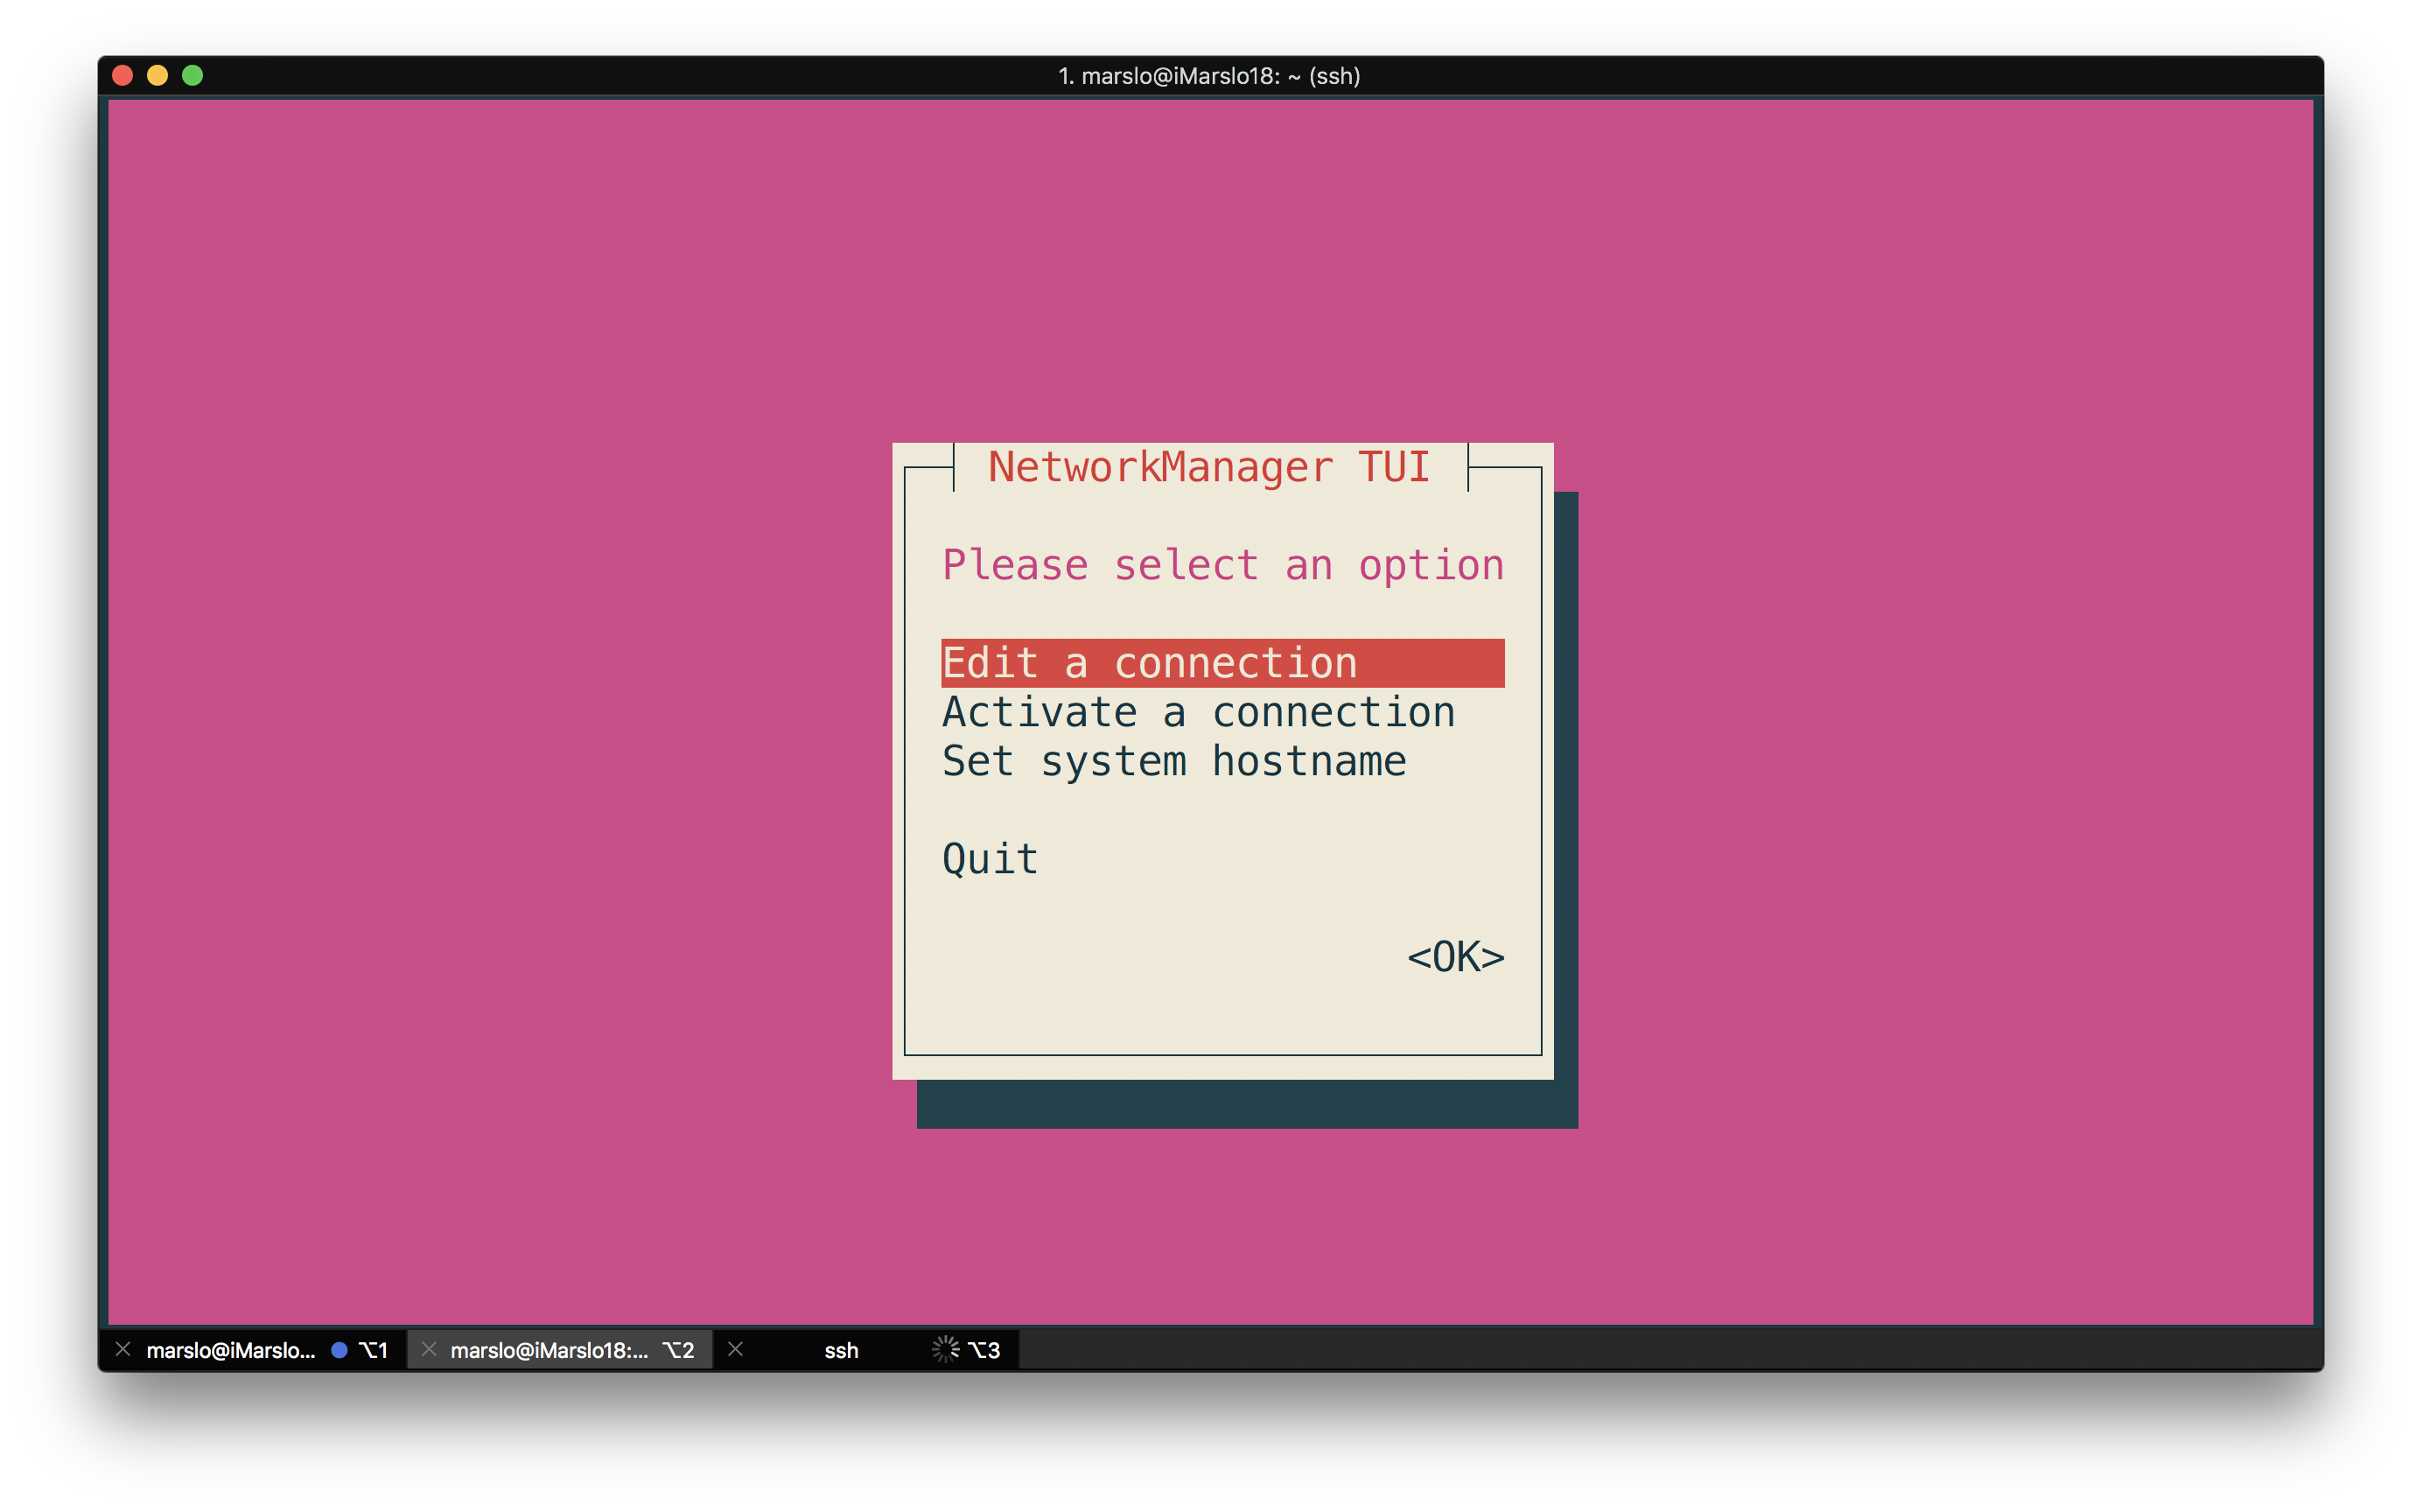 1. marslo@iMarslo18: ~ (ssh)
NetworkManager TUI
Please select an option
Edit a connection
Activate a connection
Set system hostname
Quit
<OK>
marslo@iMarslo... ⌥1 marslo@iMarslo18:... ⌥2 ssh ⌥3